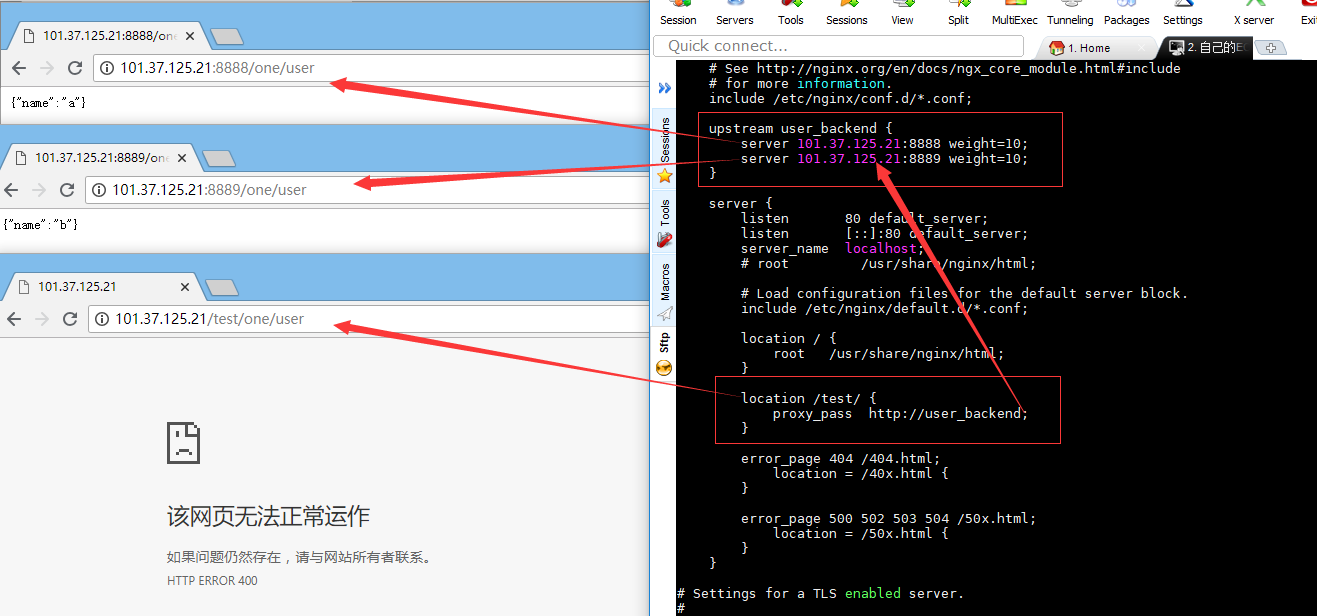 101.37.125.21:8888/one
101.37.125.21:8888/one/user
{"name":"a"}
101.37.125.21:8889/one
101.37.125.21:8889/one/user
{"name":"b"}
101.37.125.21
101.37.125.21/test/one/user
该网页无法正常运作
如果问题仍然存在，请与网站所有者联系。
HTTP ERROR 400
Session Servers Tools Sessions View Split MultiExec Tunneling Packages Settings X server Exi
Quick connect...
1. Home
2. 自己的EC
Sessions
Tools
Macros
Sftp
# See http://nginx.org/en/docs/ngx_core_module.html#include
# for more information.
include /etc/nginx/conf.d/*.conf;
upstream user_backend {
server 101.37.125.21:8888 weight=10;
server 101.37.125.21:8889 weight=10;
}
server {
listen 80 default_server;
listen [::]:80 default_server;
server_name localhost;
# root /usr/share/nginx/html;
# Load configuration files for the default server block.
include /etc/nginx/default.d/*.conf;
location / {
root /usr/share/nginx/html;
}
location /test/ {
proxy_pass http://user_backend;
}
error_page 404 /404.html;
location = /40x.html {
}
error_page 500 502 503 504 /50x.html;
location = /50x.html {
}
}
# Settings for a TLS enabled server.
#